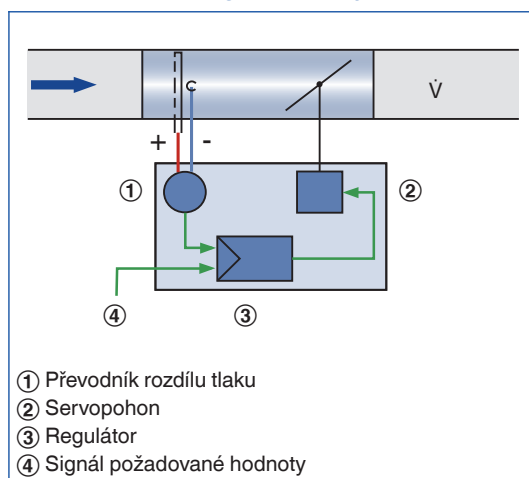 V̇
+ -
①
②
④
③
① Převodník rozdílu tlaku
② Servopohon
③ Regulátor
④ Signál požadované hodnoty